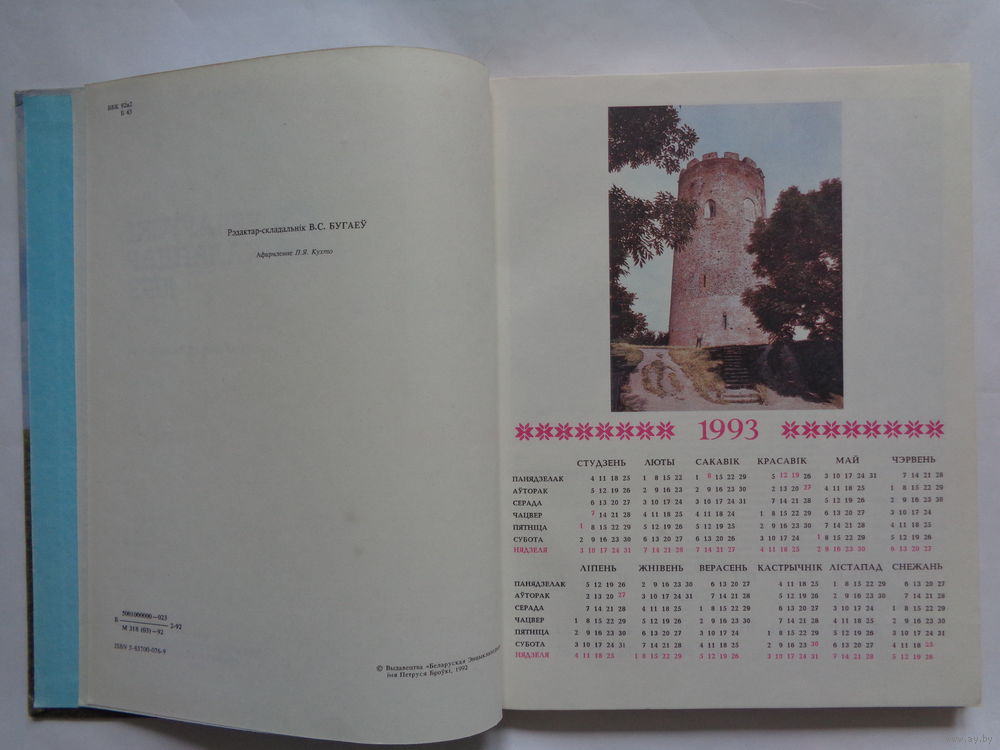 ББК 92я2
Б 43
Рэдактар-складальнік В.С. БУГАЕЎ
Афармленне П.Я. Кухто
5001000000—023
Б 2-92
М 318 (03)—92
ISBN 5-85700-076-9
© Выдавецтва «Беларуская Энцыклапедыя»
імя Петруся Броўкі, 1992
1993
СТУДЗЕНЬ ЛЮТЫ САКАВІК КРАСАВІК МАЙ ЧЭРВЕНЬ
ПАНЯДЗЕЛАК 4 11 18 25 1 8 15 22 1 8 15 22 29 5 12 19 26 3 10 17 24 31 7 14 21 28
АЎТОРАК 5 12 19 26 2 9 16 23 2 9 16 23 30 6 13 20 27 4 11 18 25 1 8 15 22 29
СЕРАДА 6 13 20 27 3 10 17 24 3 10 17 24 31 7 14 21 28 5 12 19 26 2 9 16 23 30
ЧАЦВЕР 7 14 21 28 4 11 18 25 4 11 18 25 1 8 15 22 29 6 13 20 27 3 10 17 24
ПЯТНІЦА 1 8 15 22 29 5 12 19 26 5 12 19 26 2 9 16 23 30 7 14 21 28 4 11 18 25
СУБОТА 2 9 16 23 30 6 13 20 27 6 13 20 27 3 10 17 24 1 8 15 22 29 5 12 19 26
НЯДЗЕЛЯ 3 10 17 24 31 7 14 21 28 7 14 21 27 4 11 18 25 2 9 16 23 30 6 13 20 27
ЛІПЕНЬ ЖНІВЕНЬ ВЕРАСЕНЬ КАСТРЫЧНІК ЛІСТАПАД СНЕЖАНЬ
ПАНЯДЗЕЛАК 5 12 19 26 2 9 16 23 30 6 13 20 27 4 11 18 25 1 8 15 22 29 6 13 20 27
АЎТОРАК 6 13 20 27 3 10 17 24 31 7 14 21 28 5 12 19 26 2 9 16 23 30 7 14 21 28
СЕРАДА 7 14 21 28 4 11 18 25 1 8 15 22 29 6 13 20 27 3 10 17 24 1 8 15 22 29
ЧАЦВЕР 1 8 15 22 29 5 12 19 26 2 9 16 23 30 7 14 21 28 4 11 18 25 2 9 16 23 30
ПЯТНІЦА 2 9 16 23 30 6 13 20 27 3 10 17 24 1 8 15 22 29 5 12 19 26 3 10 17 24 31
СУБОТА 3 10 17 24 31 7 14 21 28 4 11 18 25 2 9 16 23 30 6 13 20 27 4 11 18 25
НЯДЗЕЛЯ 4 11 18 25 1 8 15 22 29 5 12 19 26 3 10 17 24 31 7 14 21 28 5 12 19 26
www.ay.by